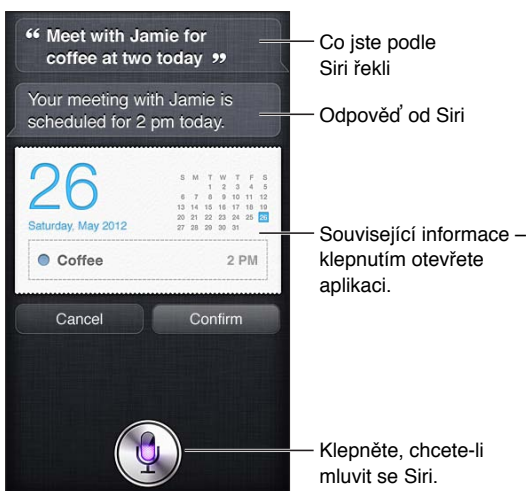 “ Meet with Jamie for
coffee at two today ”
Co jste podle
Siri řekli
Your meeting with Jamie is
scheduled for 2 pm today.
Odpověď od Siri
26
Saturday, May 2012
S M T W T F S
1 2 3 4 5
6 7 8 9 10 11 12
13 14 15 16 17 18 19
20 21 22 23 24 25 26
27 28 29 30 31
Coffee 2 PM
Související informace –
klepnutím otevřete
aplikaci.
Cancel Confirm
Klepněte, chcete-li
mluvit se Siri.